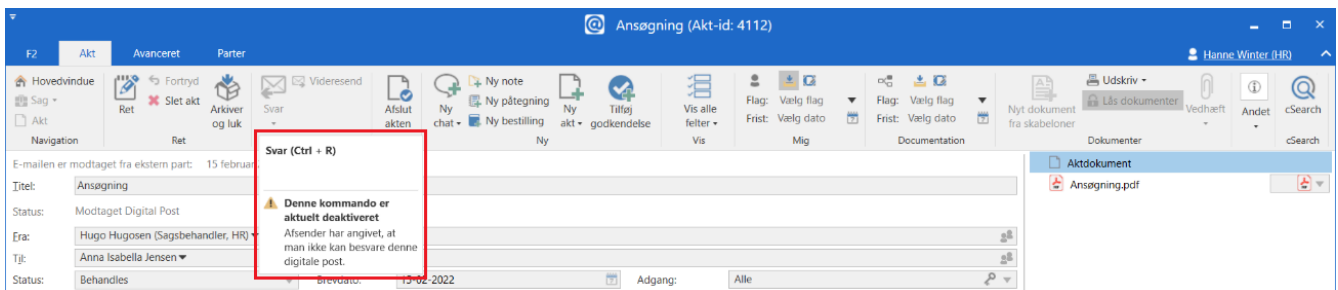 Ansøgning (Akt-id: 4112)
F2 Akt Avanceret Parter Hanne Winter (HR)
Hovedvindue
Sag
Akt
Navigation
Ret
Fortryd
Slet akt
Arkiver
og luk
Ret
Svar
Videresend
Afslut
akten
Ny
chat
Ny note
Ny påtegning
Ny bestilling
Ny
akt
Tilføj
godkendelse
Ny
Vis alle
felter
Vis
Flag: Vælg flag
Frist: Vælg dato
Mig
Flag: Vælg flag
Frist: Vælg dato
Documentation
Nyt dokument
fra skabeloner
Udskriv
Lås dokumenter
Vedhæft
Dokumenter
Andet
cSearch
cSearch
Svar (Ctrl + R)
Denne kommando er
aktuelt deaktiveret
Afsender har angivet, at
man ikke kan besvare denne
digitale post.
E-mailen er modtaget fra ekstern part: 15 februar
Titel: Ansøgning
Status: Modtaget Digital Post
Fra: Hugo Hugosen (Sagsbehandler, HR)
Til: Anna Isabella Jensen
Status: Behandles Brevdato: 15-02-2022 Adgang: Alle
Aktdokument
Ansøgning.pdf